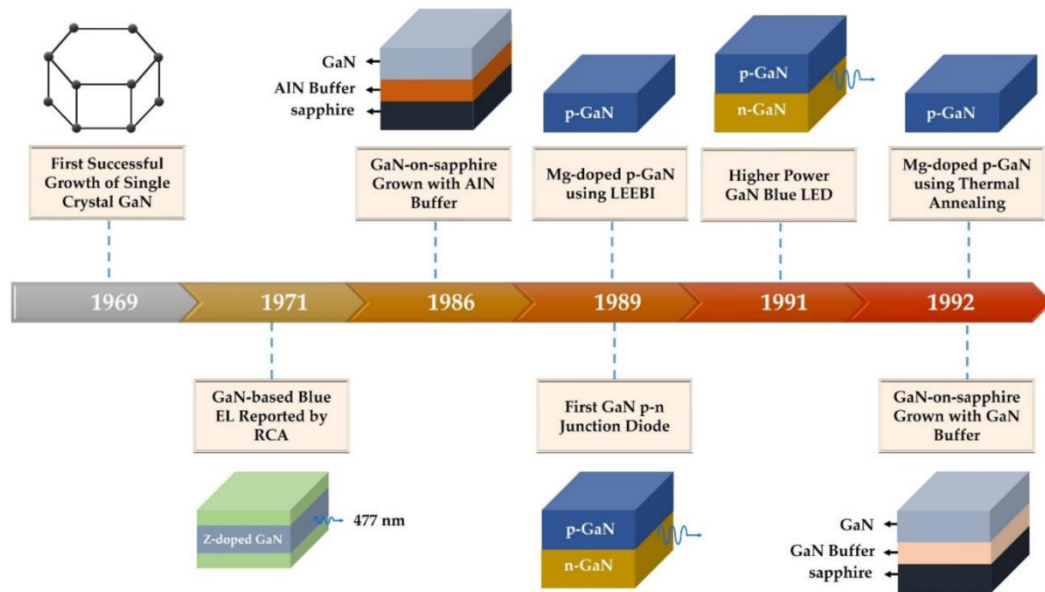 GaN
AlN Buffer
sapphire
p-GaN
p-GaN
n-GaN
p-GaN
First Successful
Growth of Single
Crystal GaN
GaN-on-sapphire
Grown with AlN
Buffer
Mg-doped p-GaN
using LEEBI
Higher Power
GaN Blue LED
Mg-doped p-GaN
using Thermal
Annealing
1969
1971
1986
1989
1991
1992
GaN-based Blue
EL Reported by
RCA
First GaN p-n
Junction Diode
GaN-on-sapphire
Grown with GaN
Buffer
Z-doped GaN
477 nm
p-GaN
n-GaN
GaN
GaN Buffer
sapphire